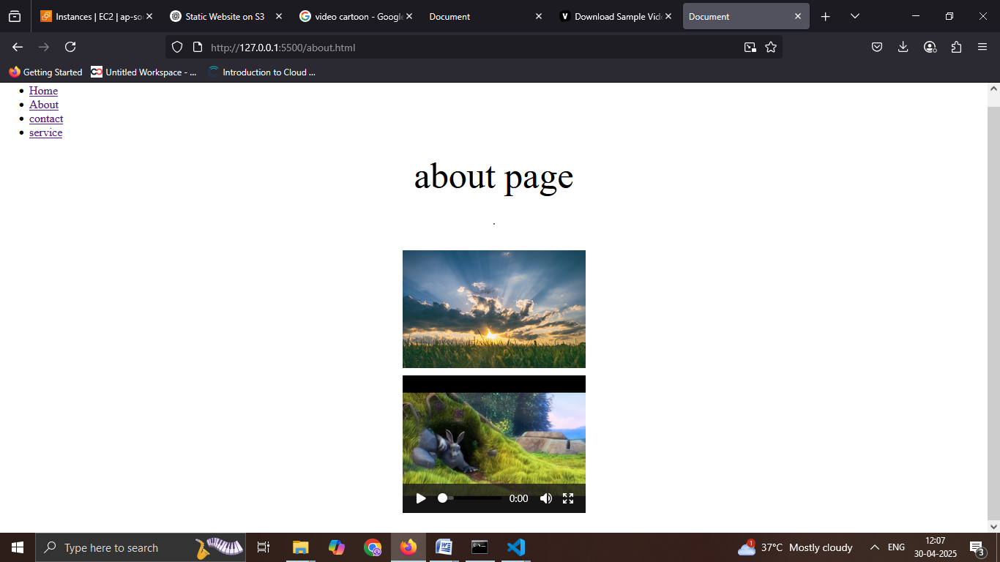 Instances | EC2 | ap-so
Static Website on S3
video cartoon - Google
Document
Download Sample Vide
Document
http://127.0.0.1:5500/about.html
Getting Started
Untitled Workspace - ...
Introduction to Cloud ...
Home
About
contact
service
about page
.
0:00
Type here to search
1
37°C Mostly cloudy
ENG
12:07
30-04-2025
3